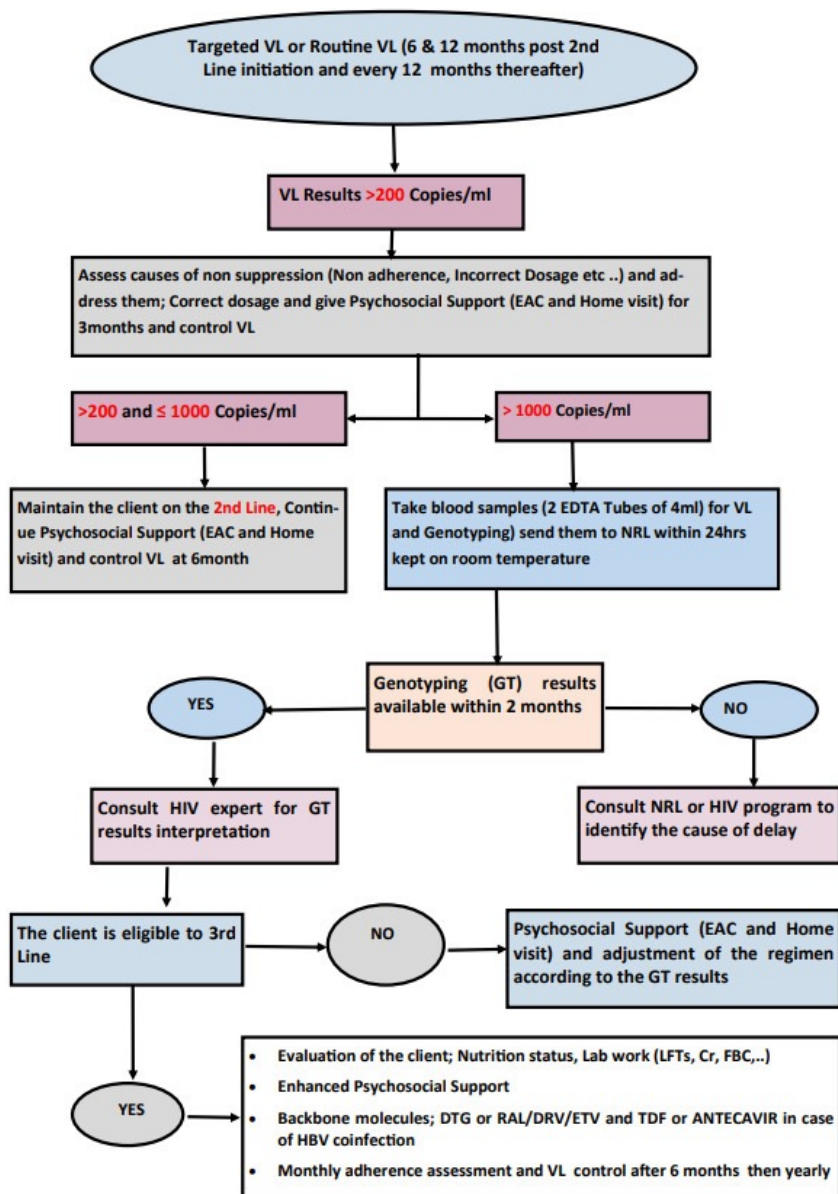 Targeted VL or Routine VL (6 & 12 months post 2nd
Line initiation and every 12 months thereafter)
VL Results >200 Copies/ml
Assess causes of non suppression (Non adherence, Incorrect Dosage etc ..) and ad-
dress them; Correct dosage and give Psychosocial Support (EAC and Home visit) for
3months and control VL
>200 and ≤ 1000 Copies/ml
> 1000 Copies/ml
Maintain the client on the 2nd Line, Contin-
ue Psychosocial Support (EAC and Home
visit) and control VL at 6month
Take blood samples (2 EDTA Tubes of 4ml) for VL
and Genotyping) send them to NRL within 24hrs
kept on room temperature
Genotyping (GT) results
available within 2 months
YES
NO
Consult HIV expert for GT
results interpretation
Consult NRL or HIV program to
identify the cause of delay
The client is eligible to 3rd
Line
NO
Psychosocial Support (EAC and Home
visit) and adjustment of the regimen
according to the GT results
YES
• Evaluation of the client; Nutrition status, Lab work (LFTs, Cr, FBC,..)
• Enhanced Psychosocial Support
• Backbone molecules; DTG or RAL/DRV/ETV and TDF or ANTECAVIR in case
of HBV coinfection
• Monthly adherence assessment and VL control after 6 months then yearly